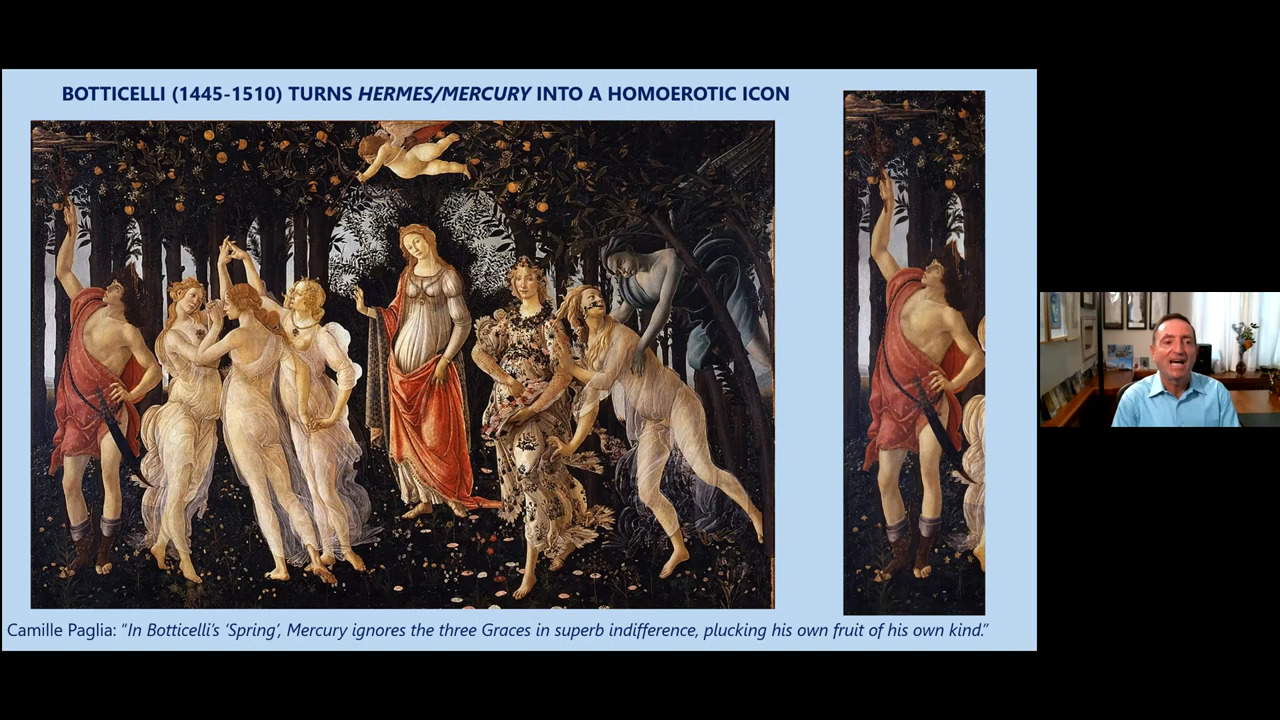 BOTTICELLI (1445-1510) TURNS HERMES/MERCURY INTO A HOMOEROTIC ICON
Camille Paglia: “In Botticelli’s ‘Spring’, Mercury ignores the three Graces in superb indifference, plucking his own fruit of his own kind.”